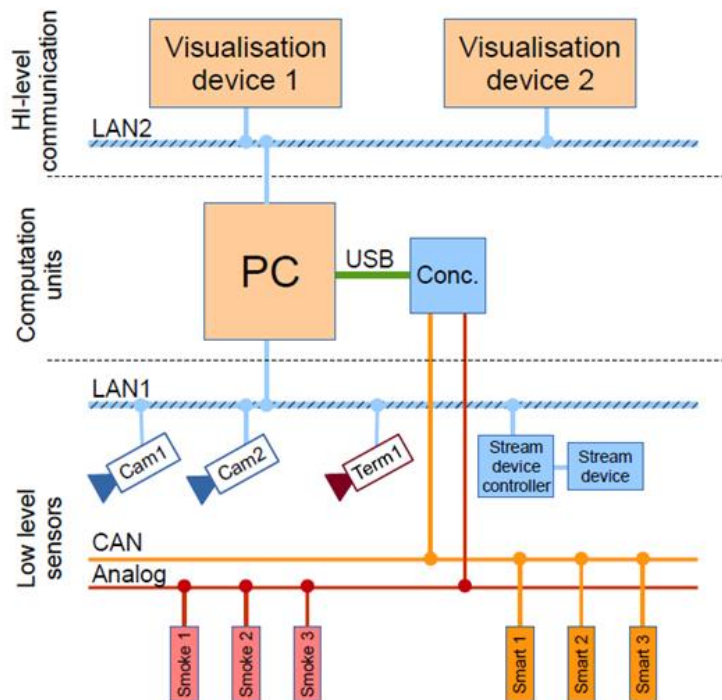 HI-level
communication
Visualisation
device 1
Visualisation
device 2
LAN2
Computation
units
PC
USB
Conc.
Low level
sensors
LAN1
Cam1
Cam2
Term1
Stream
device
controller
Stream
device
CAN
Analog
Smoke 1
Smoke 2
Smoke 3
Smart 1
Smart 2
Smart 3